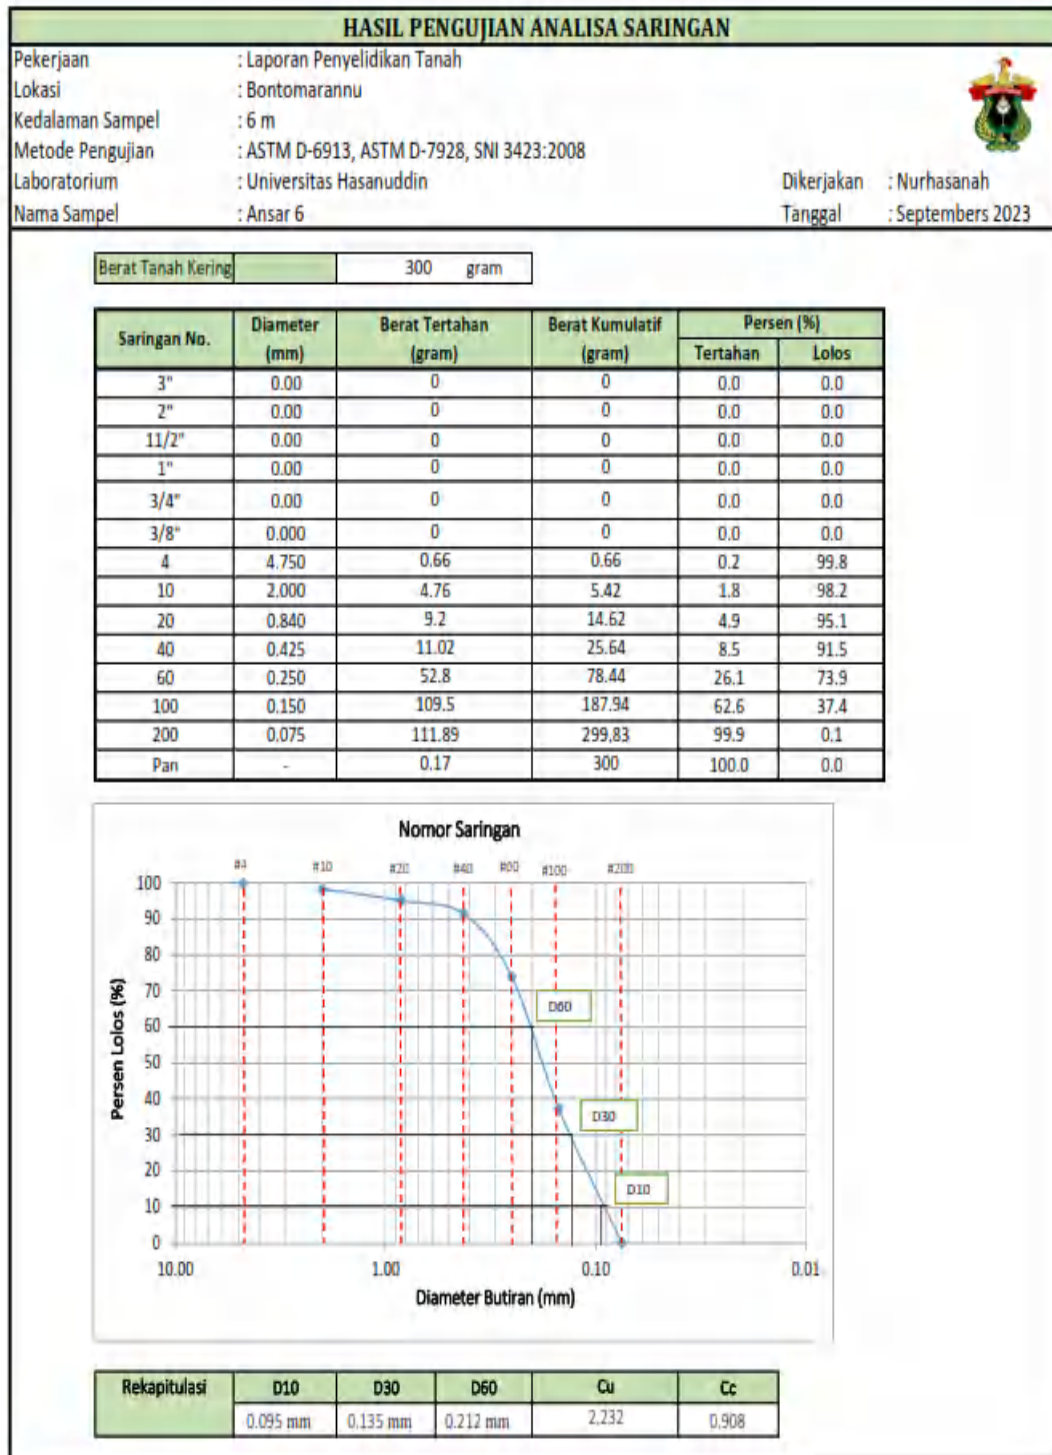 HASIL PENGUJIAN ANALISA SARINGAN
Pekerjaan : Laporan Penyelidikan Tanah
Lokasi : Bontomarannu
Kedalaman Sampel : 6 m
Metode Pengujian : ASTM D-6913, ASTM D-7928, SNI 3423:2008
Laboratorium : Universitas Hasanuddin Dikerjakan : Nurhasanah
Nama Sampel : Ansar 6 Tanggal : Septembers 2023
Berat Tanah Kering 300 gram
Saringan No. Diameter (mm) Berat Tertahan (gram) Berat Kumulatif (gram) Persen (%)
Tertahan Lolos
3" 0.00 0 0 0.0 0.0
2" 0.00 0 0 0.0 0.0
11/2" 0.00 0 0 0.0 0.0
1" 0.00 0 0 0.0 0.0
3/4" 0.00 0 0 0.0 0.0
3/8" 0.000 0 0 0.0 0.0
4 4.750 0.66 0.66 0.2 99.8
10 2.000 4.76 5.42 1.8 98.2
20 0.840 9.2 14.62 4.9 95.1
40 0.425 11.02 25.64 8.5 91.5
60 0.250 52.8 78.44 26.1 73.9
100 0.150 109.5 187.94 62.6 37.4
200 0.075 111.89 299.83 99.9 0.1
Pan - 0.17 300 100.0 0.0
Nomor Saringan
#4 #10 #20 #40 #60 #100 #200
100
90
80
70
60
50
40
30
20
10
0
Persen Lolos (%)
D60
D30
D10
10.00 1.00 0.10 0.01
Diameter Butiran (mm)
Rekapitulasi D10 D30 D60 Cu Cc
0.095 mm 0.135 mm 0.212 mm 2,232 0,908